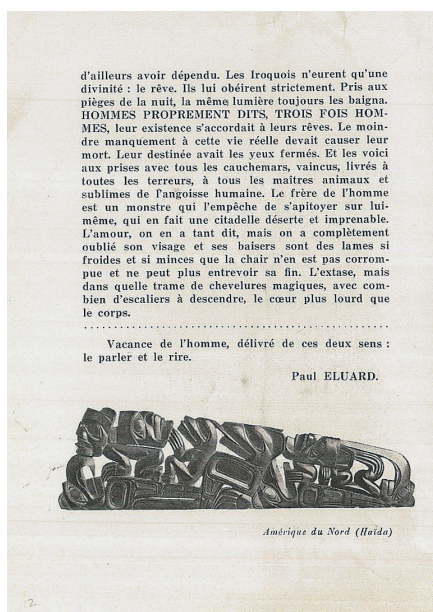 d'ailleurs avoir dépendu. Les Iroquois n'eurent qu'une
divinité : le rêve. Ils lui obéirent strictement. Pris aux
pièges de la nuit, la même lumière toujours les baigna.
HOMMES PROPREMENT DITS, TROIS FOIS HOM-
MES, leur existence s'accordait à leurs rêves. Le moin-
dre manquement à cette vie réelle devait causer leur
mort. Leur destinée avait les yeux fermés. Et les voici
aux prises avec tous les cauchemars, vaincus, livrés à
toutes les terreurs, à tous les maîtres animaux et
sublimes de l'angoisse humaine. Le frère de l'homme
est un monstre qui l'empêche de s'apitoyer sur lui-
même, qui en fait une citadelle déserte et imprenable.
L'amour, on en a tant dit, mais on a complètement
oublié son visage et ses baisers sont des lames si
froides et si minces que la chair n'en est pas corrom-
pue et ne peut plus entrevoir sa fin. L'extase, mais
dans quelle trame de chevelures magiques, avec com-
bien d'escaliers à descendre, le cœur plus lourd que
le corps.
Vacance de l'homme, délivré de ces deux sens :
le parler et le rire.
Paul ELUARD.
Amérique du Nord (Haïda)
2